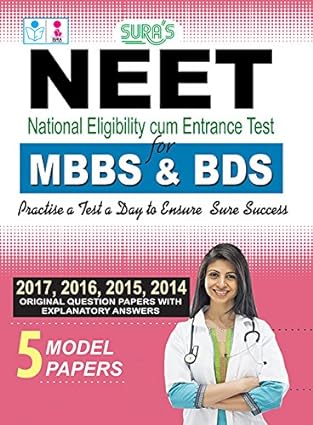 SURA'S
NEET
National Eligibility cum Entrance Test
for
MBBS & BDS
Practise a Test a Day to Ensure Sure Success
2017, 2016, 2015, 2014
ORIGINAL QUESTION PAPERS WITH
EXPLANATORY ANSWERS
5 MODEL
PAPERS